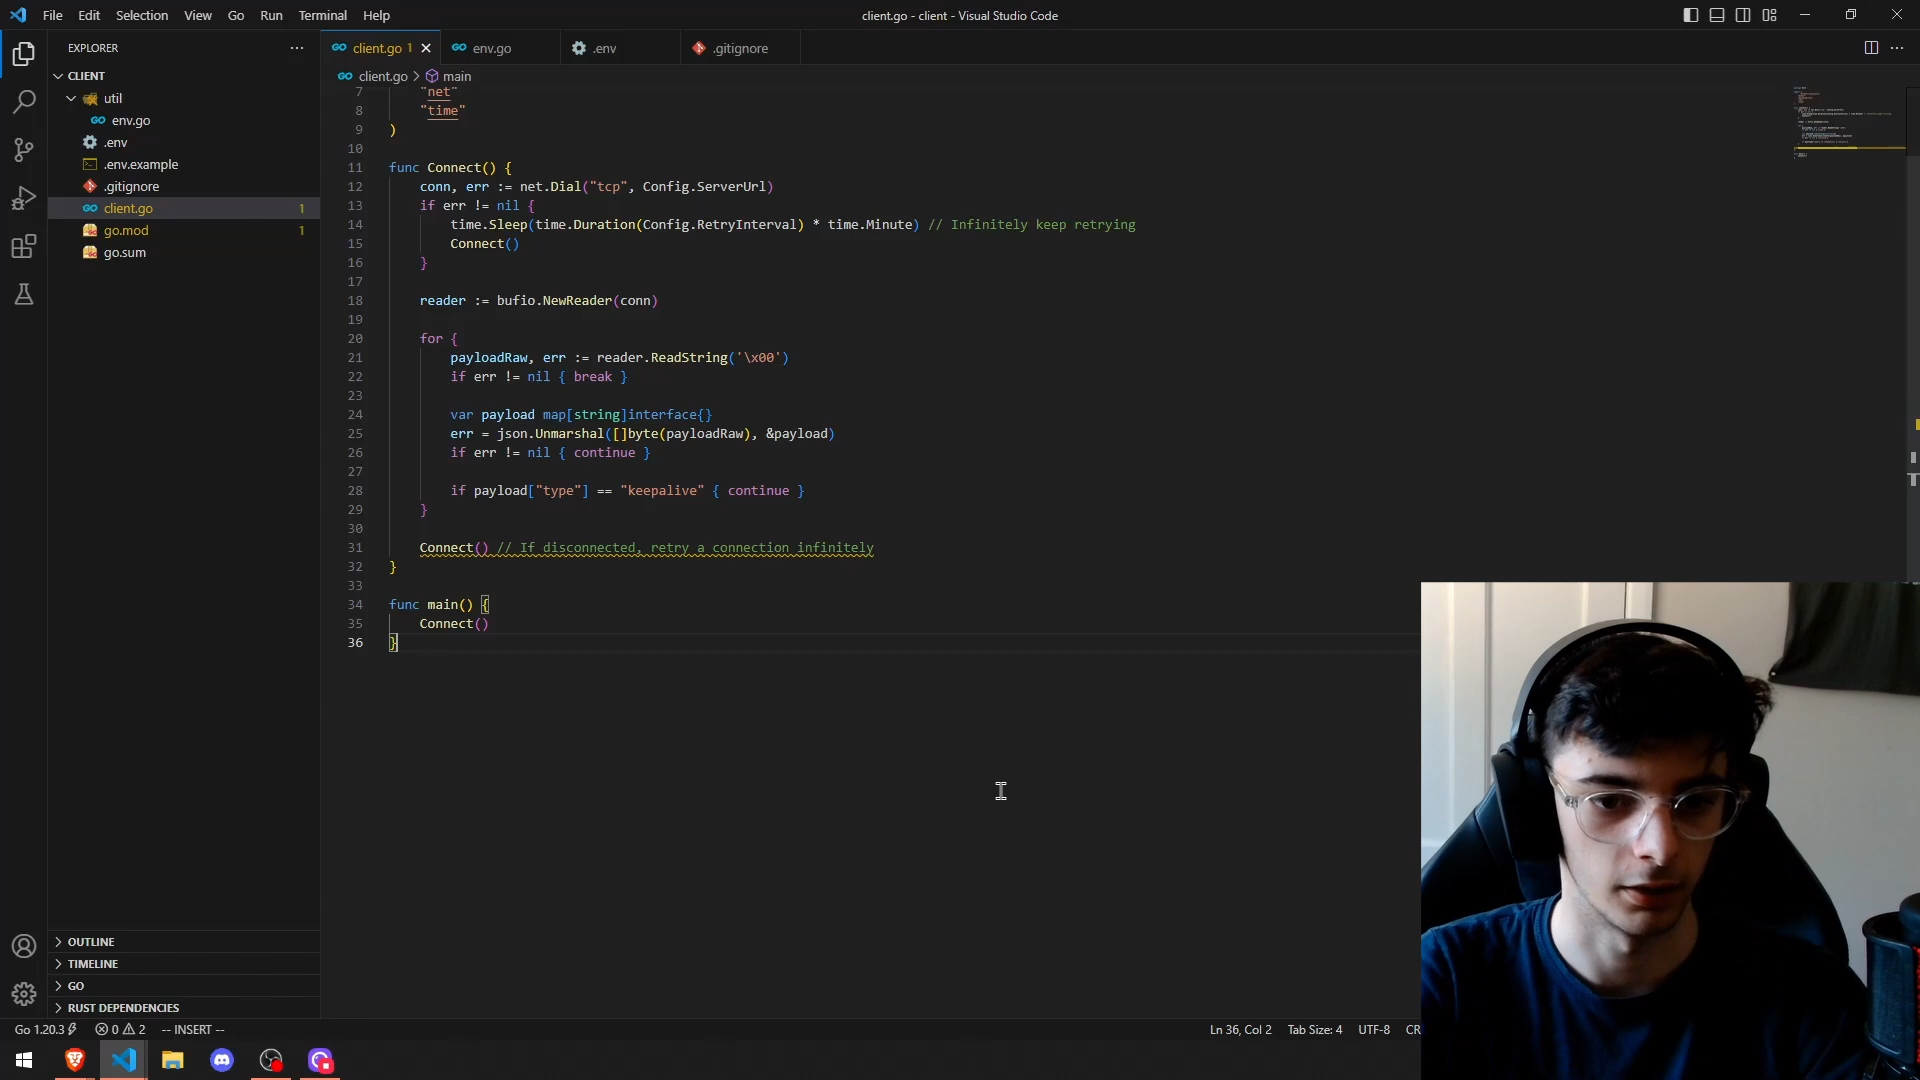 File Edit Selection View Go Run Terminal Help
client.go - client - Visual Studio Code
EXPLORER
CLIENT
util
env.go
.env
.env.example
.gitignore
client.go 1
go.mod 1
go.sum
OUTLINE
TIMELINE
GO
RUST DEPENDENCIES
client.go 1 env.go .env .gitignore
client.go > main
7 "net"
8 "time"
9 )
10
11 func Connect() {
12 conn, err := net.Dial("tcp", Config.ServerUrl)
13 if err != nil {
14 time.Sleep(time.Duration(Config.RetryInterval) * time.Minute) // Infinitely keep retrying
15 Connect()
16 }
17
18 reader := bufio.NewReader(conn)
19
20 for {
21 payloadRaw, err := reader.ReadString('\x00')
22 if err != nil { break }
23
24 var payload map[string]interface{}
25 err = json.Unmarshal([]byte(payloadRaw), &payload)
26 if err != nil { continue }
27
28 if payload["type"] == "keepalive" { continue }
29 }
30
31 Connect() // If disconnected, retry a connection infinitely
32 }
33
34 func main() {
35 Connect()
36 }
Go 1.20.3 0 2 -- INSERT -- Ln 36, Col 2 Tab Size: 4 UTF-8 CR